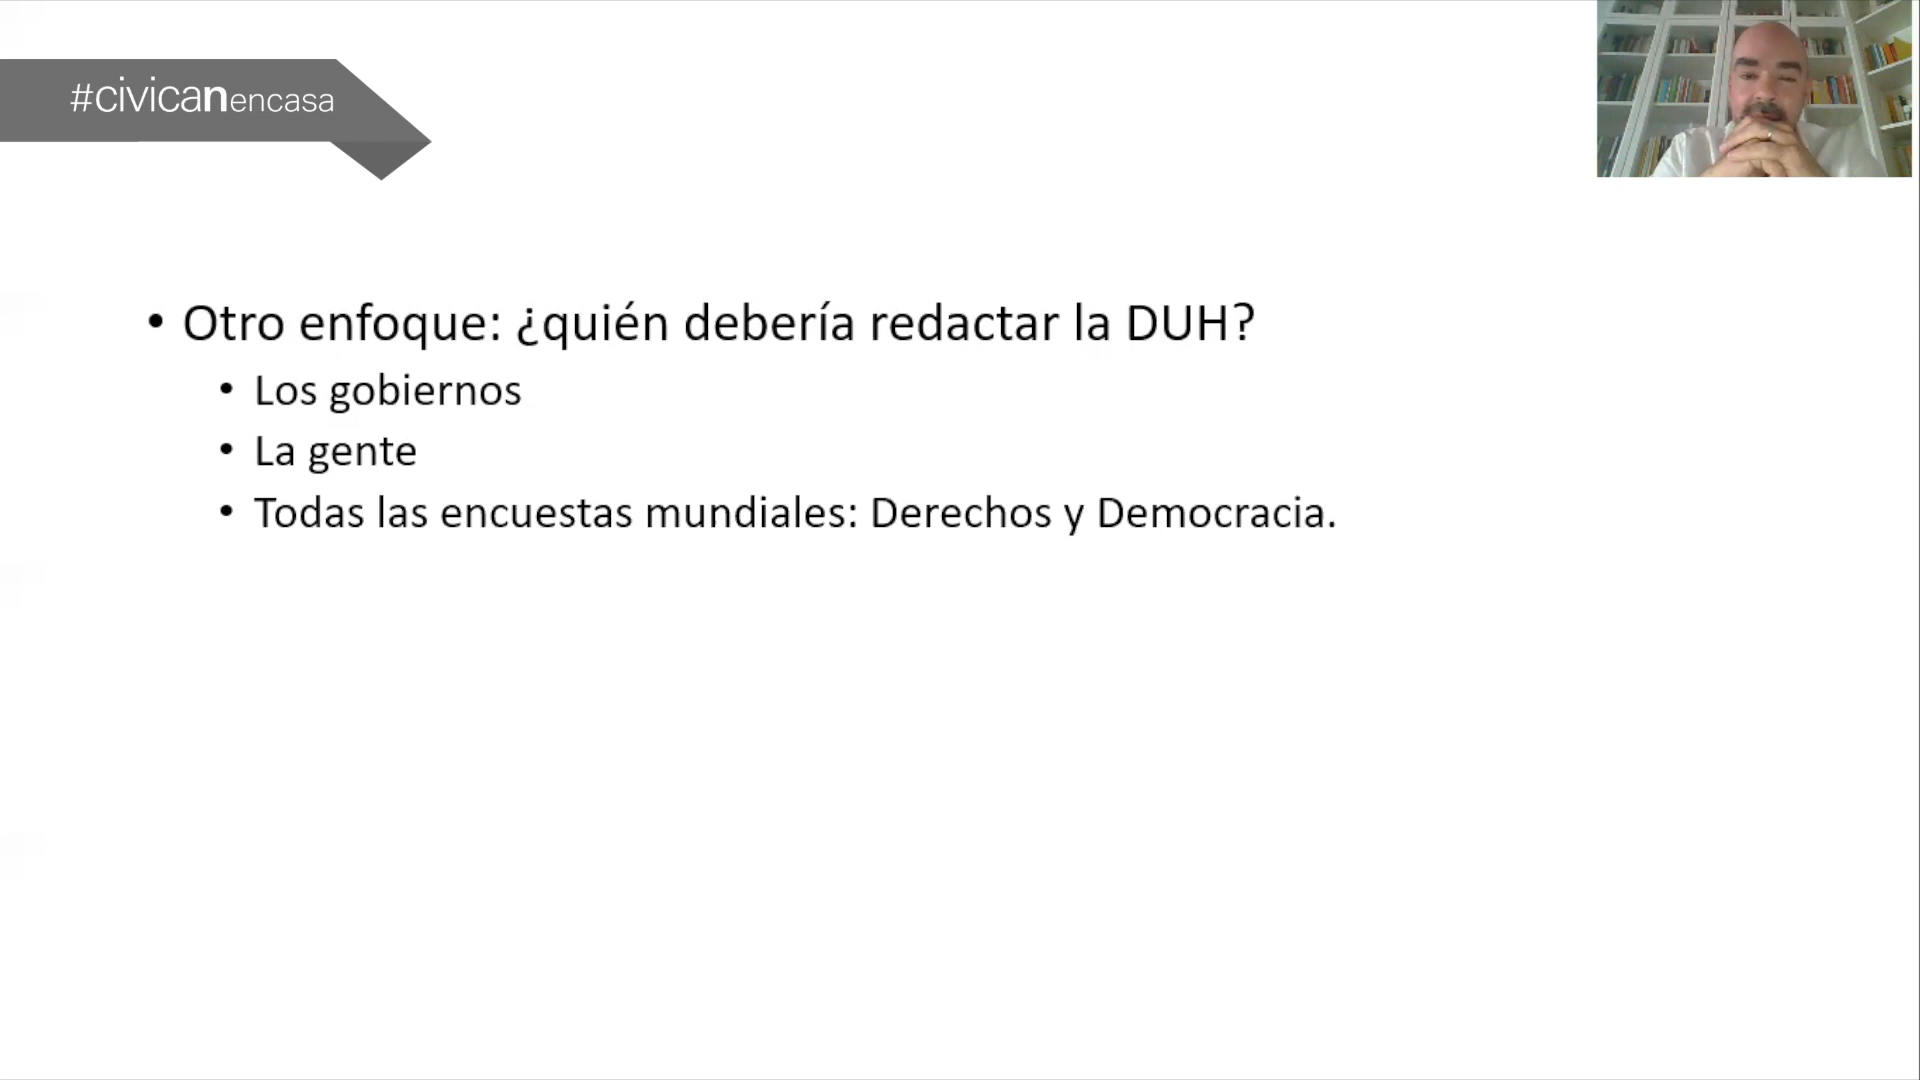 #civicanencasa
• Otro enfoque: ¿quién debería redactar la DUH?
• Los gobiernos
• La gente
• Todas las encuestas mundiales: Derechos y Democracia.